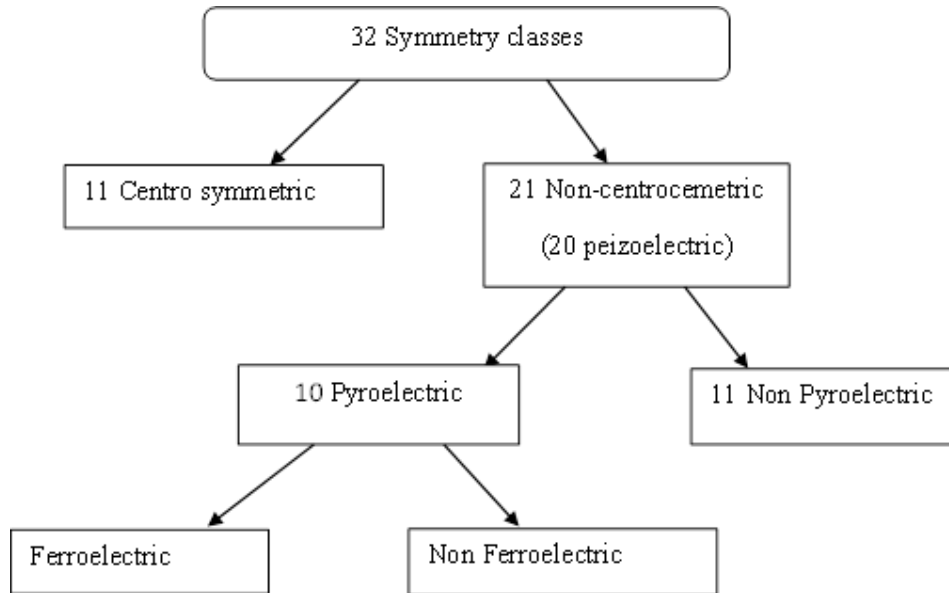 32 Symmetry classes
11 Centro symmetric
21 Non-centrocemetric
(20 peizoelectric)
10 Pyroelectric
11 Non Pyroelectric
Ferroelectric
Non Ferroelectric